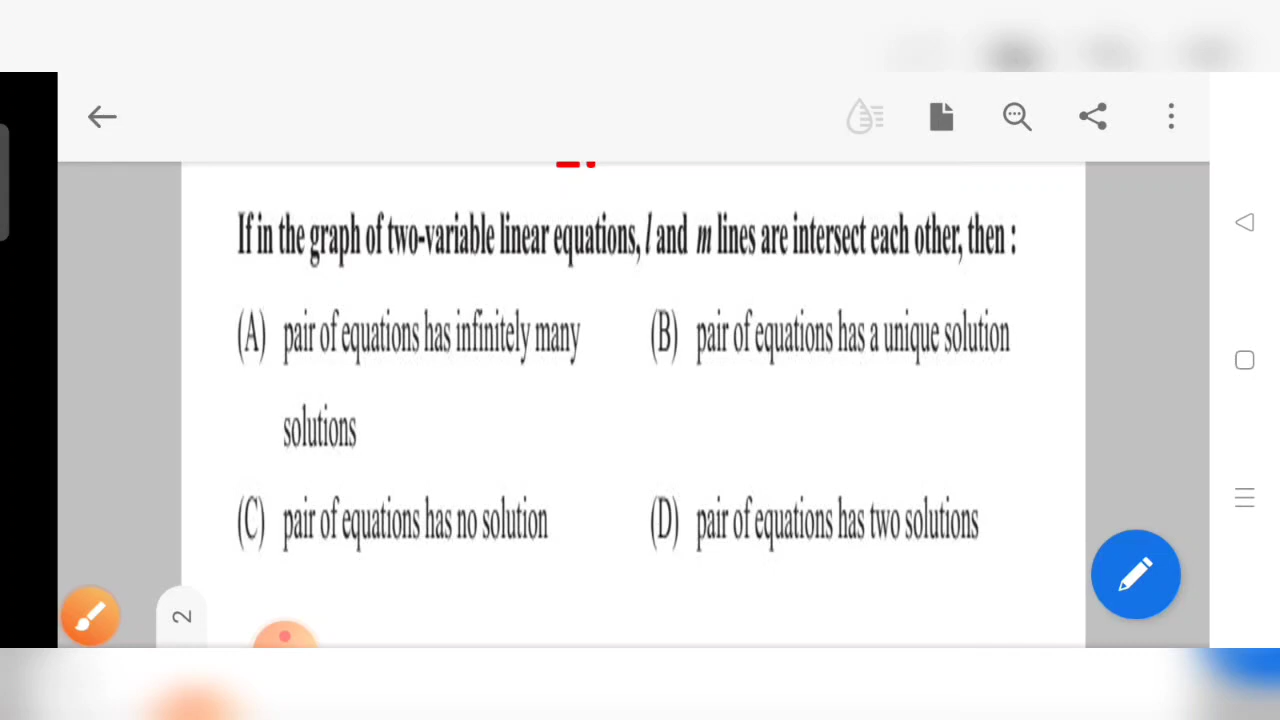 If in the graph of two-variable linear equations, l and m lines are intersect each other, then :
(A) pair of equations has infinitely many
solutions
(B) pair of equations has a unique solution
(C) pair of equations has no solution
(D) pair of equations has two solutions
2